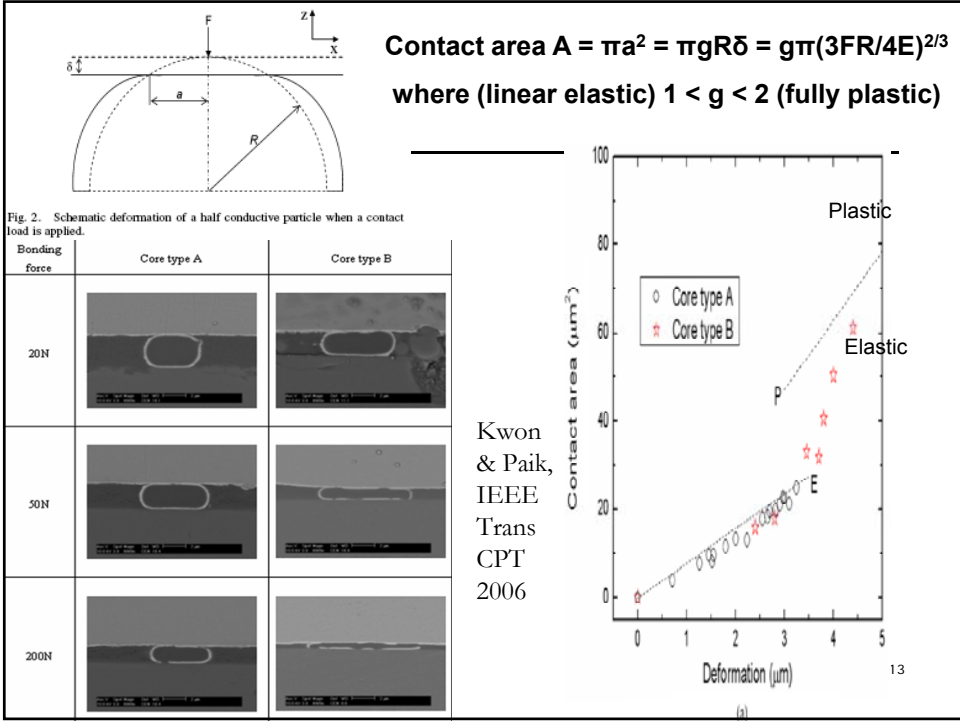 F
z
x
δ
a
R
Fig. 2. Schematic deformation of a half conductive particle when a contact
load is applied.
Contact area A = πa² = πgRδ = gπ(3FR/4E)²/³
where (linear elastic) 1 < g < 2 (fully plastic)
Bonding force
Core type A
Core type B
20N
50N
200N
Kwon
& Paik,
IEEE
Trans
CPT
2006
100
80
60
40
20
0
Contact area (μm²)
Core type A
Core type B
Plastic
Elastic
P
E
0 1 2 3 4 5
Deformation (μm)
(a)
13